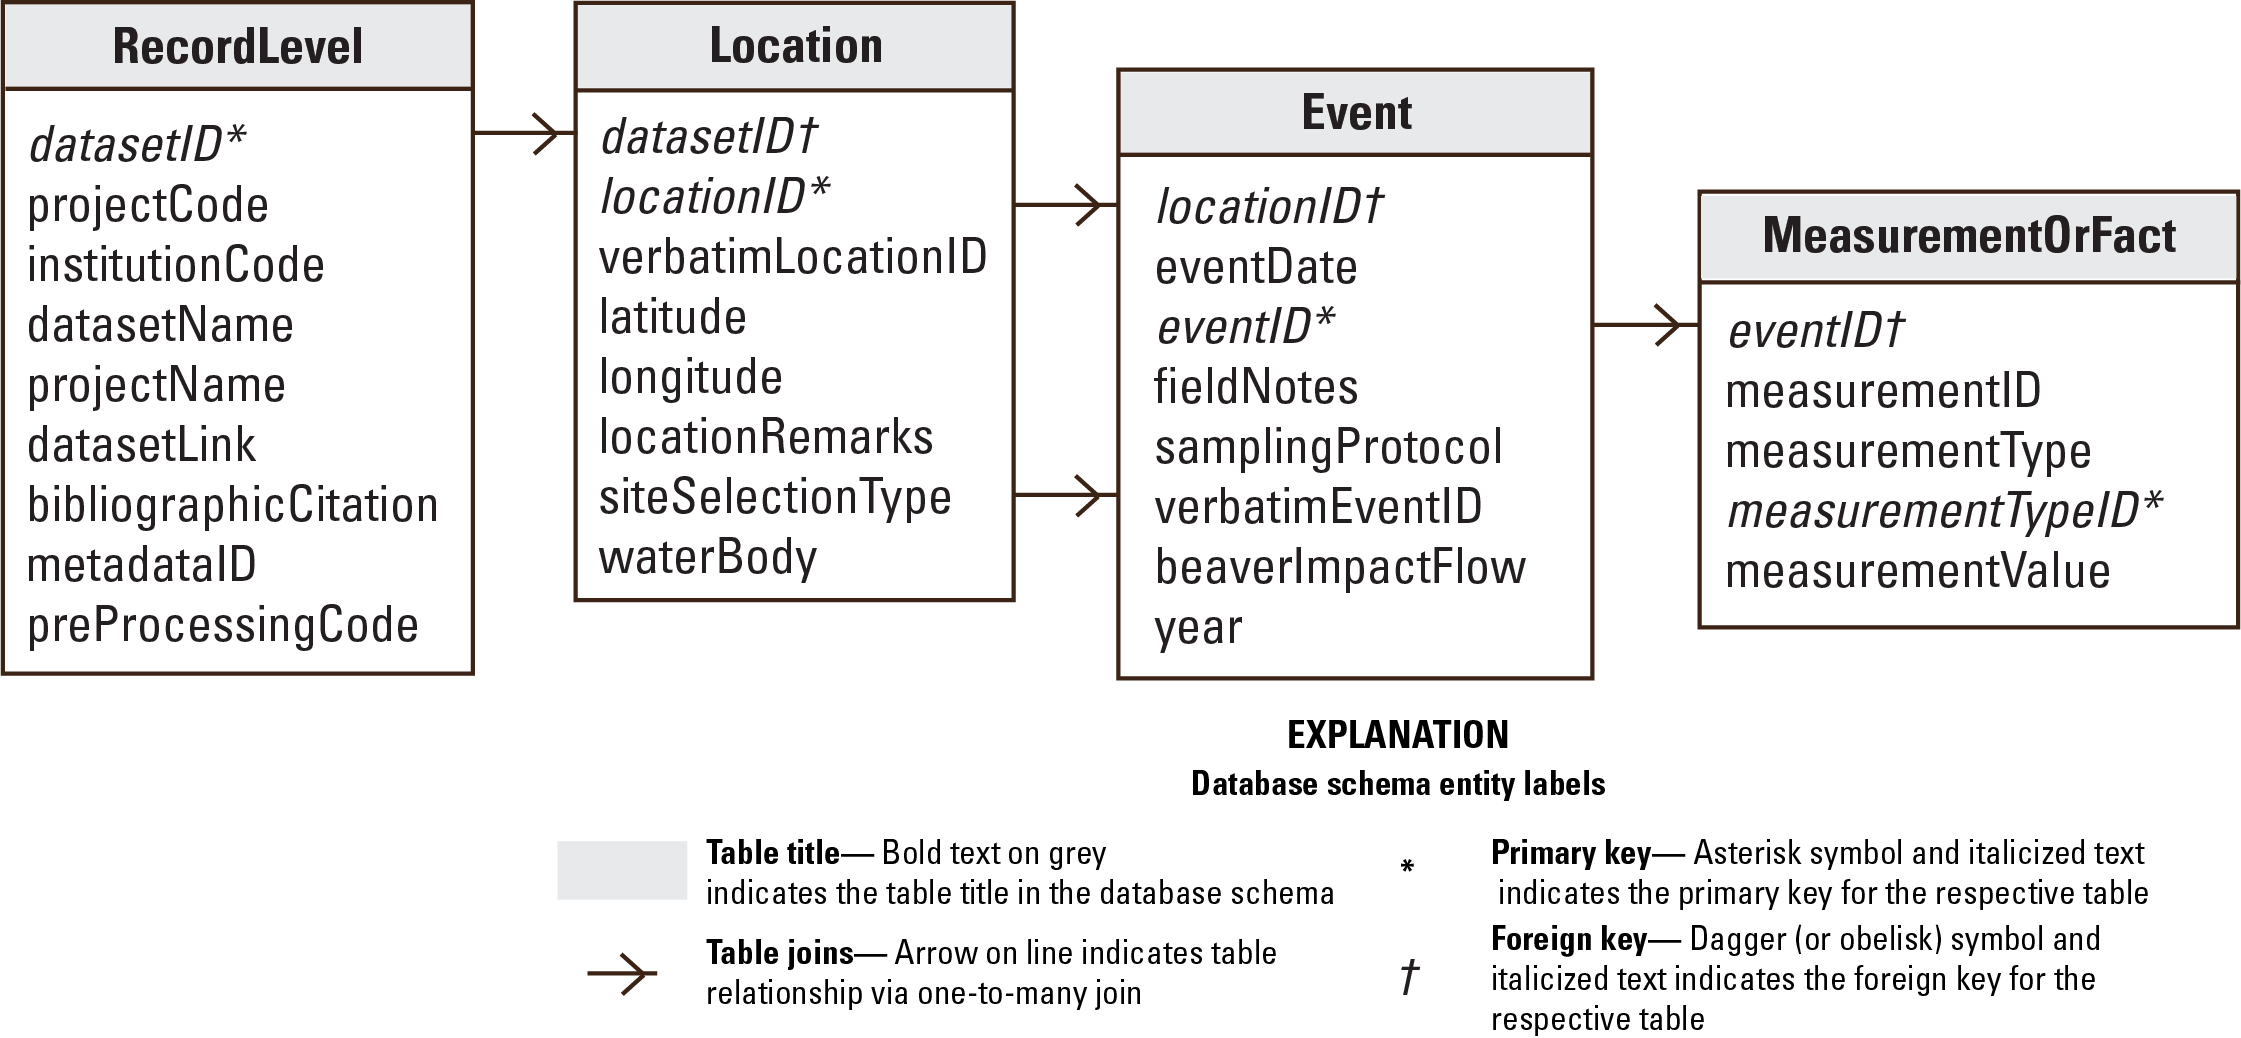 RecordLevel
datasetID*
projectCode
institutionCode
datasetName
projectName
datasetLink
bibliographicCitation
metadataID
preProcessingCode
Location
datasetID†
locationID*
verbatimLocationID
latitude
longitude
locationRemarks
siteSelectionType
waterBody
Event
locationID†
eventDate
eventID*
fieldNotes
samplingProtocol
verbatimEventID
beaverImpactFlow
year
MeasurementOrFact
eventID†
measurementID
measurementType
measurementTypeID*
measurementValue
EXPLANATION
Database schema entity labels
Table title— Bold text on grey
indicates the table title in the database schema
Table joins— Arrow on line indicates table
relationship via one-to-many join
*
Primary key— Asterisk symbol and italicized text
indicates the primary key for the respective table
†
Foreign key— Dagger (or obelisk) symbol and
italicized text indicates the foreign key for the
respective table